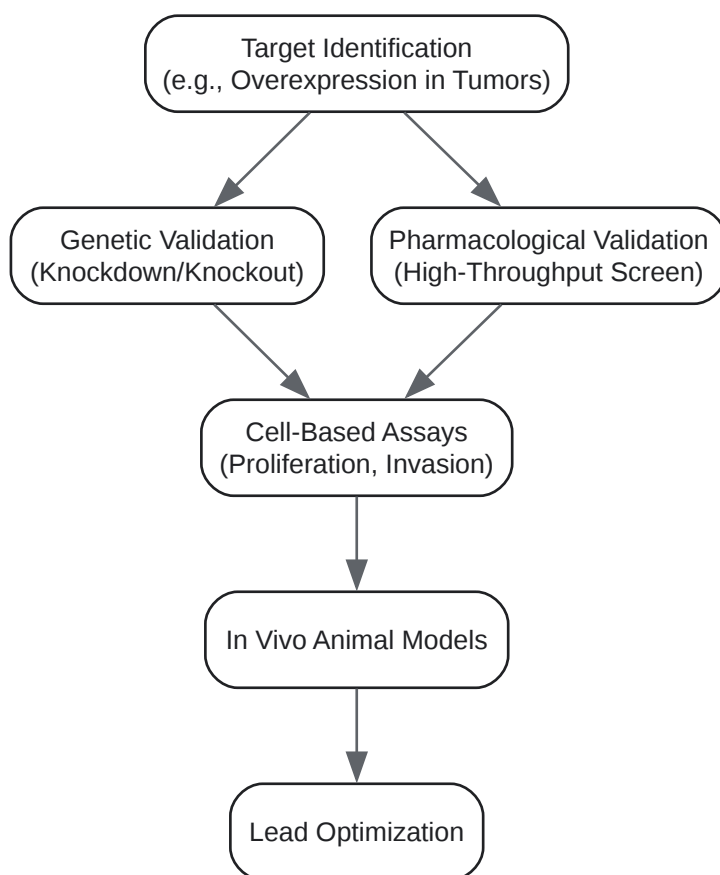 Target Identification
(e.g., Overexpression in Tumors)
Genetic Validation
(Knockdown/Knockout)
Pharmacological Validation
(High-Throughput Screen)
Cell-Based Assays
(Proliferation, Invasion)
In Vivo Animal Models
Lead Optimization